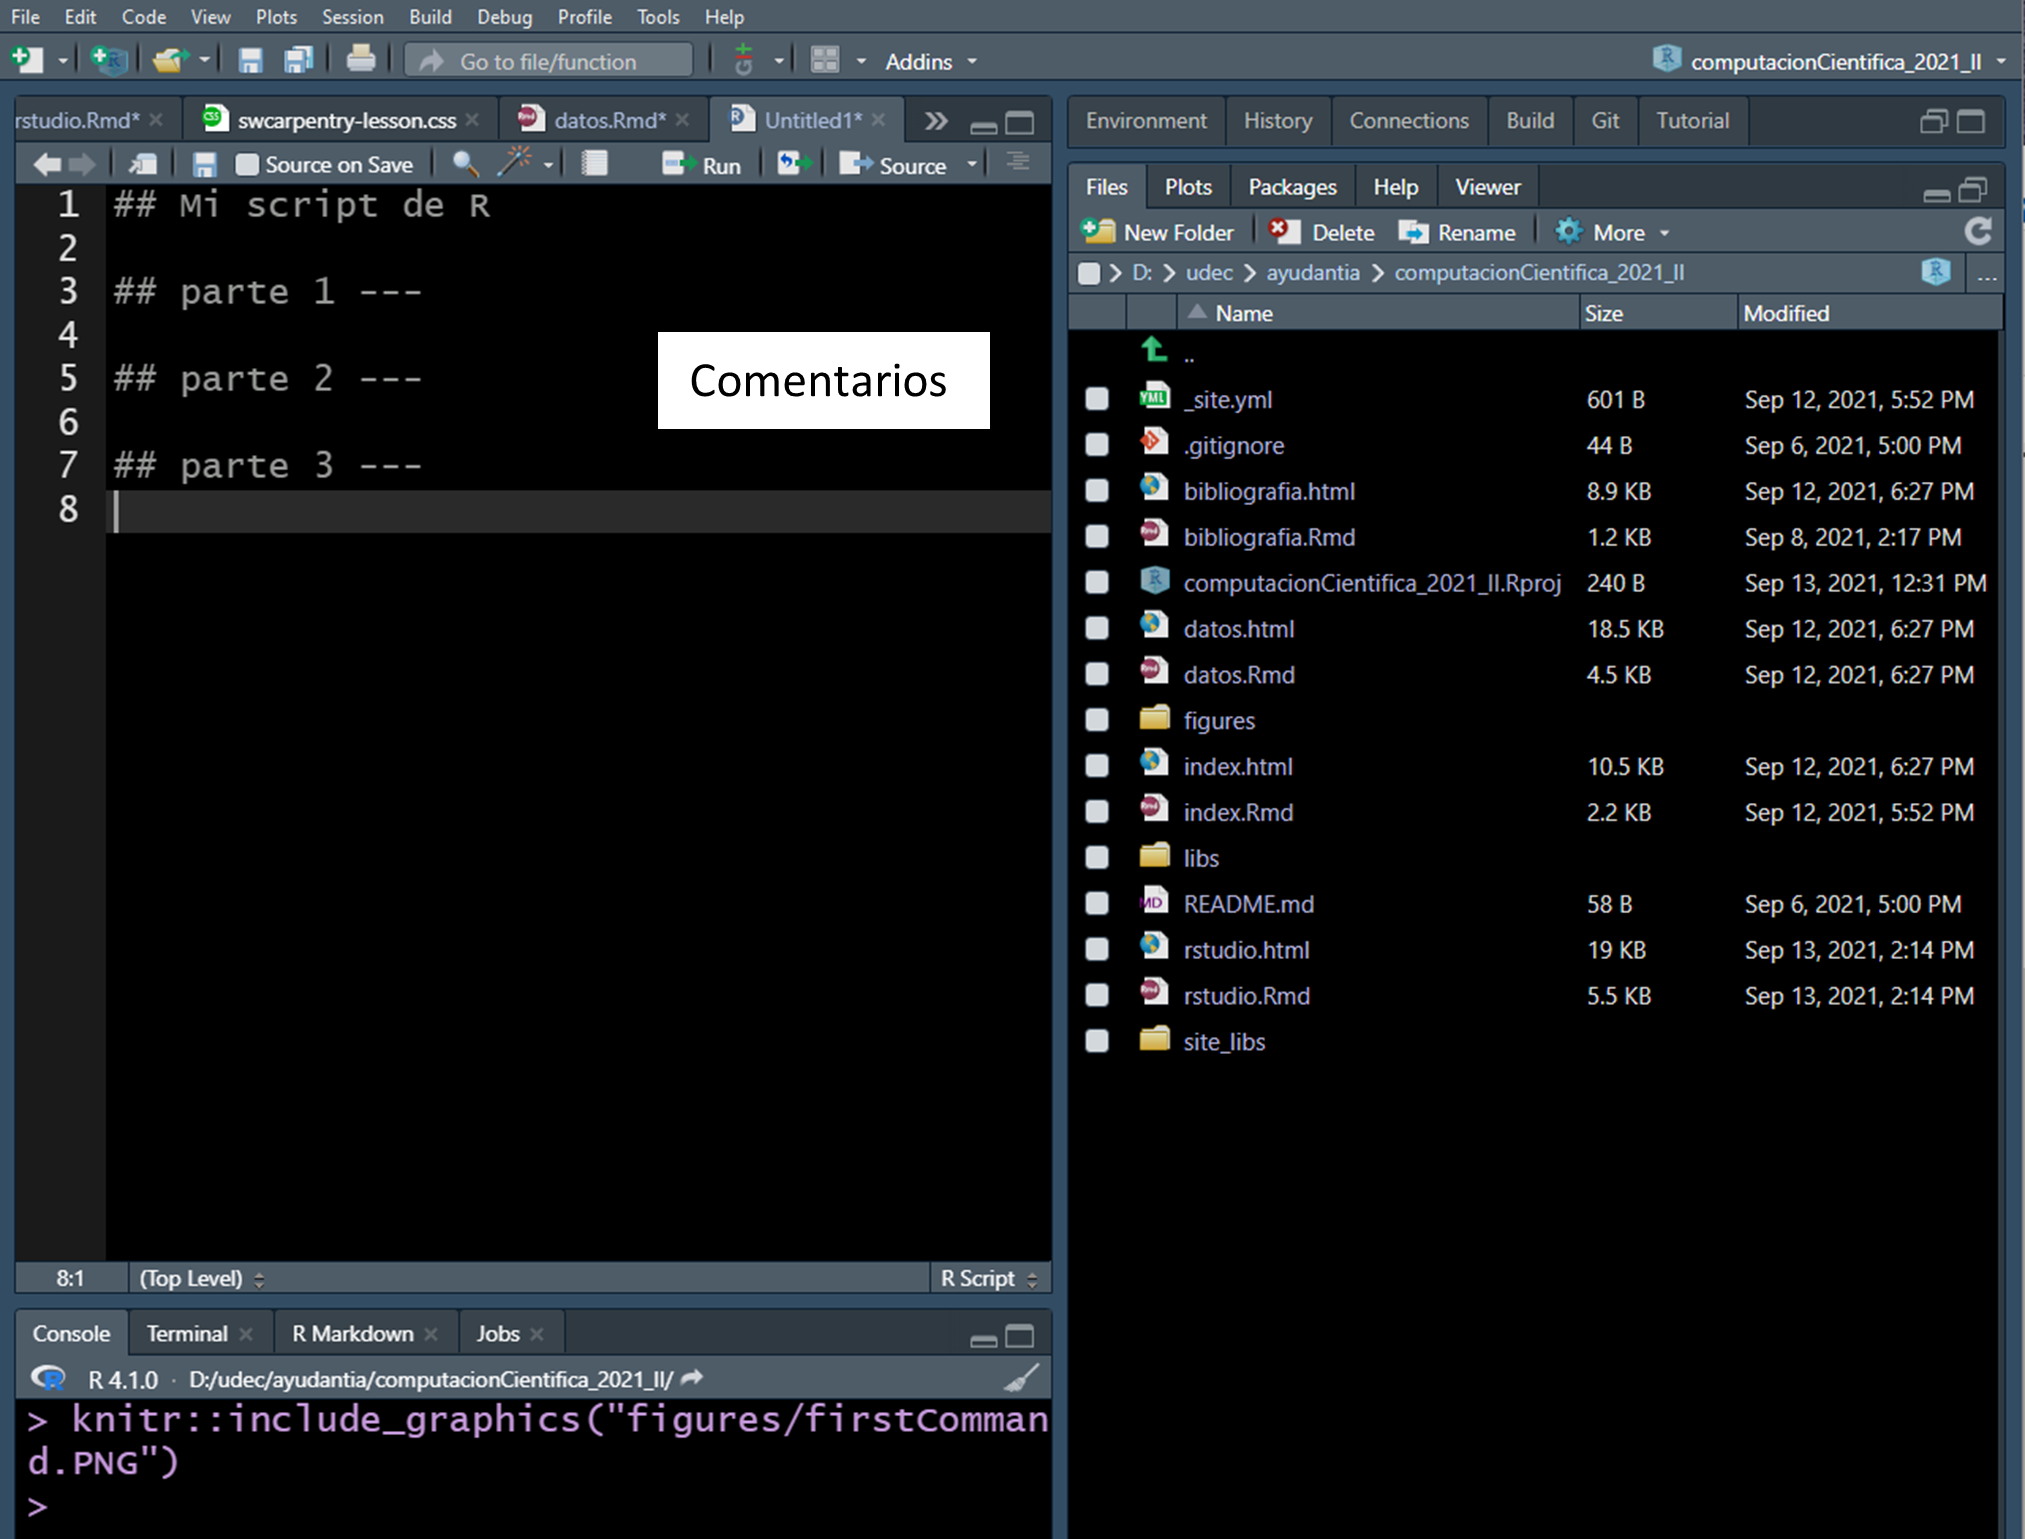 File Edit Code View Plots Session Build Debug Profile Tools Help
Go to file/function Addins computacionCientifica_2021_II
rstudio.Rmd* swcarpentry-lesson.css datos.Rmd* Untitled1*
Source on Save Run Source
1 ## Mi script de R
2
3 ## parte 1 ---
4
5 ## parte 2 ---
6
7 ## parte 3 ---
8
Comentarios
8:1 (Top Level) R Script
Console Terminal R Markdown Jobs
R 4.1.0 · D:/udec/ayudantia/computacionCientifica_2021_II/
> knitr::include_graphics("figures/firstComman
d.PNG")
>
Environment History Connections Build Git Tutorial
Files Plots Packages Help Viewer
New Folder Delete Rename More
D: udec ayudantia computacionCientifica_2021_II ...
Name Size Modified
..
_site.yml 601 B Sep 12, 2021, 5:52 PM
.gitignore 44 B Sep 6, 2021, 5:00 PM
bibliografia.html 8.9 KB Sep 12, 2021, 6:27 PM
bibliografia.Rmd 1.2 KB Sep 8, 2021, 2:17 PM
computacionCientifica_2021_II.Rproj 240 B Sep 13, 2021, 12:31 PM
datos.html 18.5 KB Sep 12, 2021, 6:27 PM
datos.Rmd 4.5 KB Sep 12, 2021, 6:27 PM
figures
index.html 10.5 KB Sep 12, 2021, 6:27 PM
index.Rmd 2.2 KB Sep 12, 2021, 5:52 PM
libs
README.md 58 B Sep 6, 2021, 5:00 PM
rstudio.html 19 KB Sep 13, 2021, 2:14 PM
rstudio.Rmd 5.5 KB Sep 13, 2021, 2:14 PM
site_libs